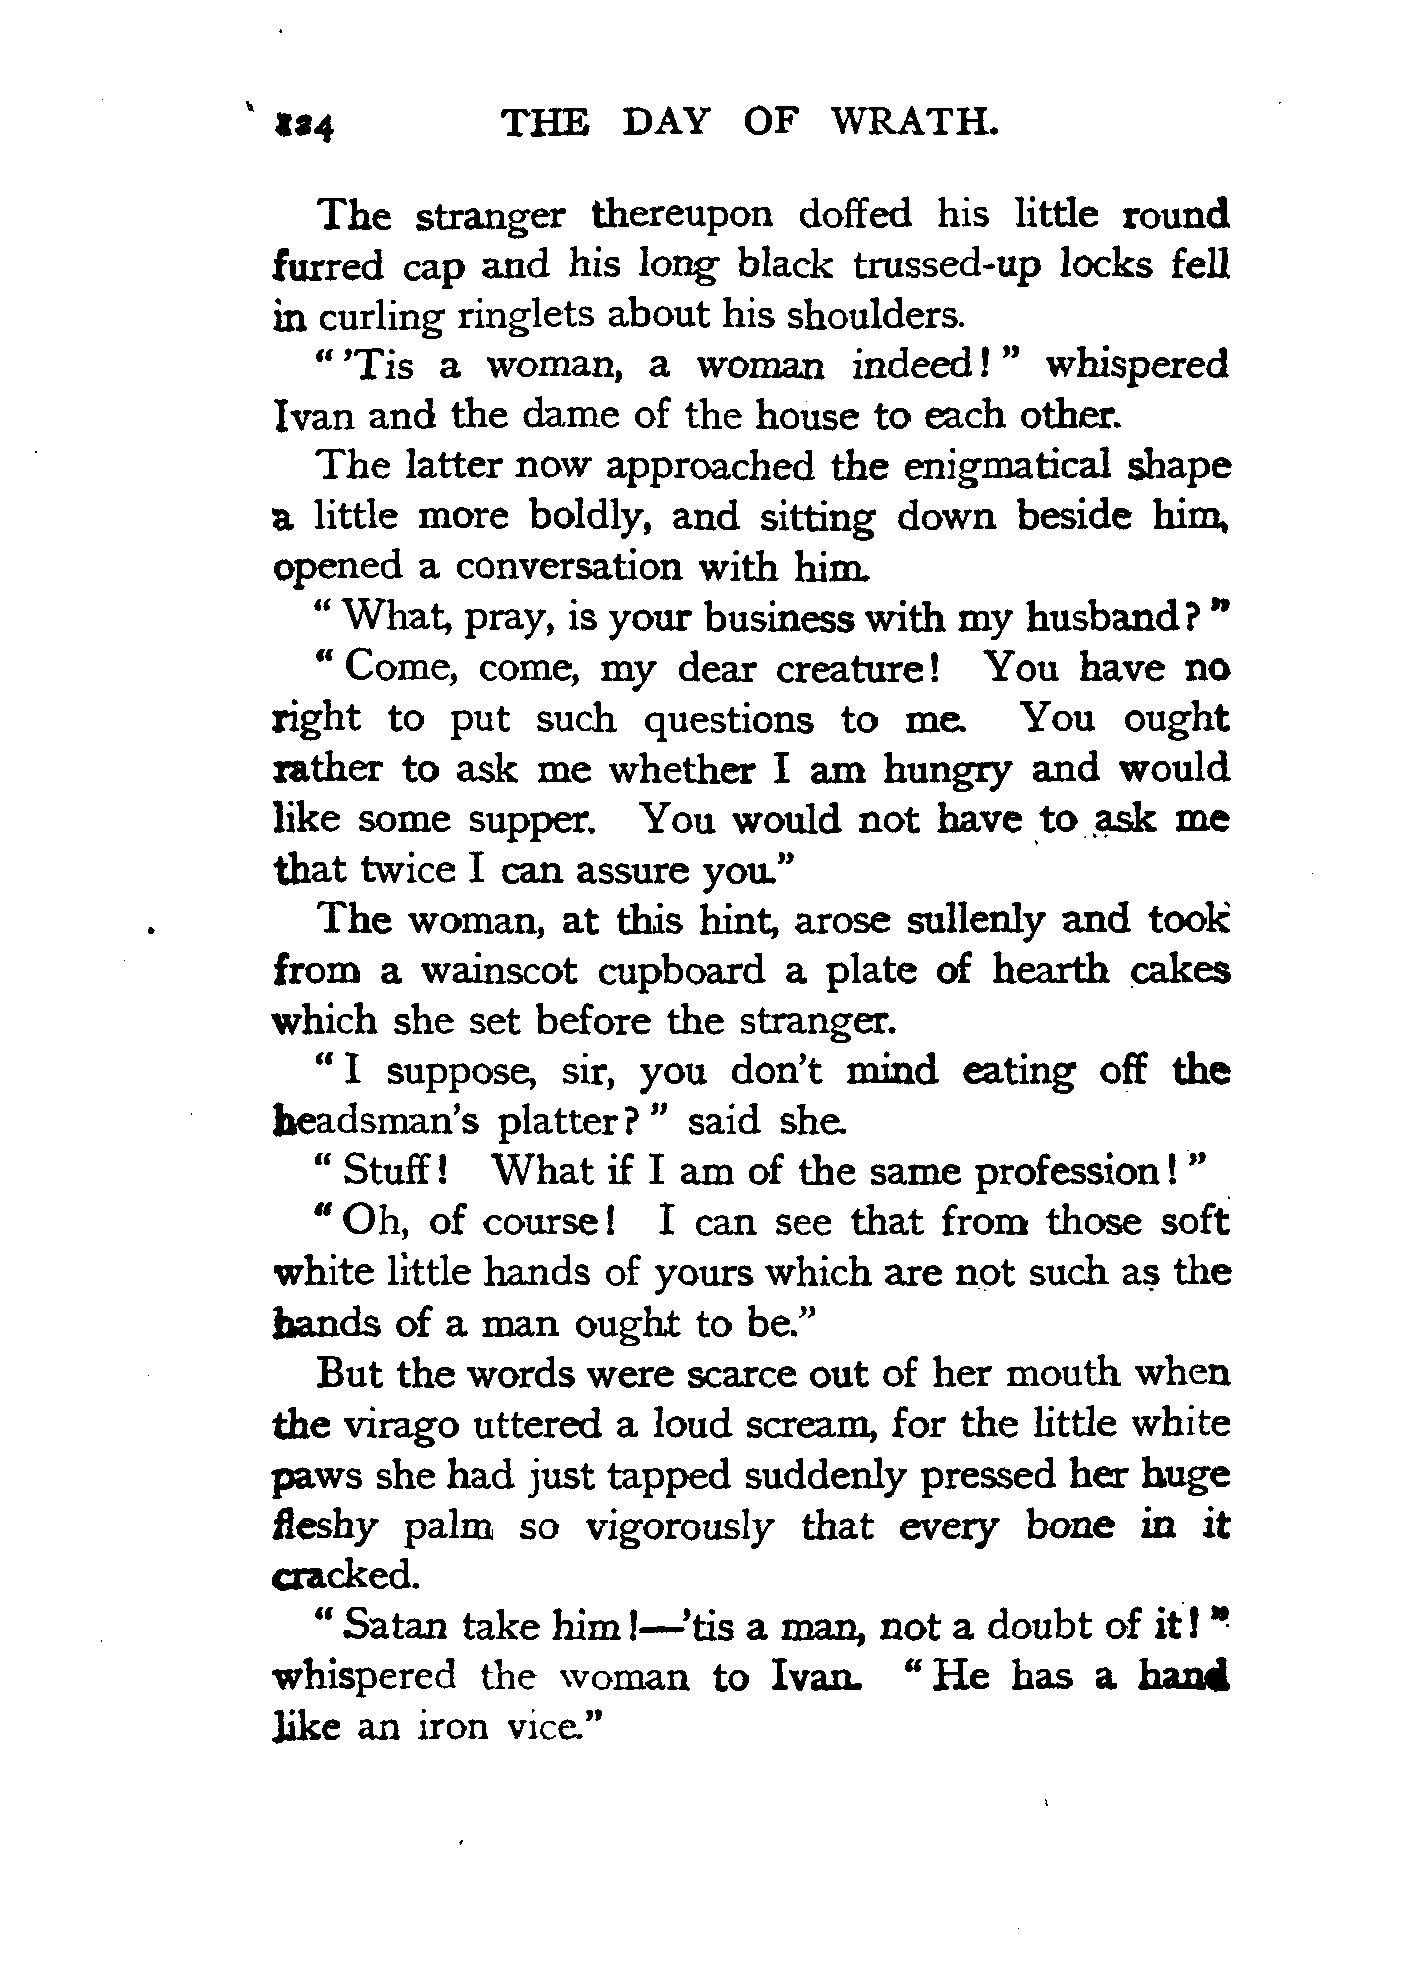 124 THE DAY OF WRATH.
The stranger thereupon doffed his little round
furred cap and his long black trussed-up locks fell
in curling ringlets about his shoulders.
“ ’Tis a woman, a woman indeed! ” whispered
Ivan and the dame of the house to each other.
The latter now approached the enigmatical shape
a little more boldly, and sitting down beside him,
opened a conversation with him.
“ What, pray, is your business with my husband? ”
“ Come, come, my dear creature! You have no
right to put such questions to me. You ought
rather to ask me whether I am hungry and would
like some supper. You would not have to ask me
that twice I can assure you.”
The woman, at this hint, arose sullenly and took
from a wainscot cupboard a plate of hearth cakes
which she set before the stranger.
“ I suppose, sir, you don’t mind eating off the
headsman’s platter? ” said she.
“ Stuff! What if I am of the same profession! ”
“ Oh, of course! I can see that from those soft
white little hands of yours which are not such as the
hands of a man ought to be.”
But the words were scarce out of her mouth when
the virago uttered a loud scream, for the little white
paws she had just tapped suddenly pressed her huge
fleshy palm so vigorously that every bone in it
cracked.
“ Satan take him!—’tis a man, not a doubt of it! ”
whispered the woman to Ivan. “ He has a hand
like an iron vice.”